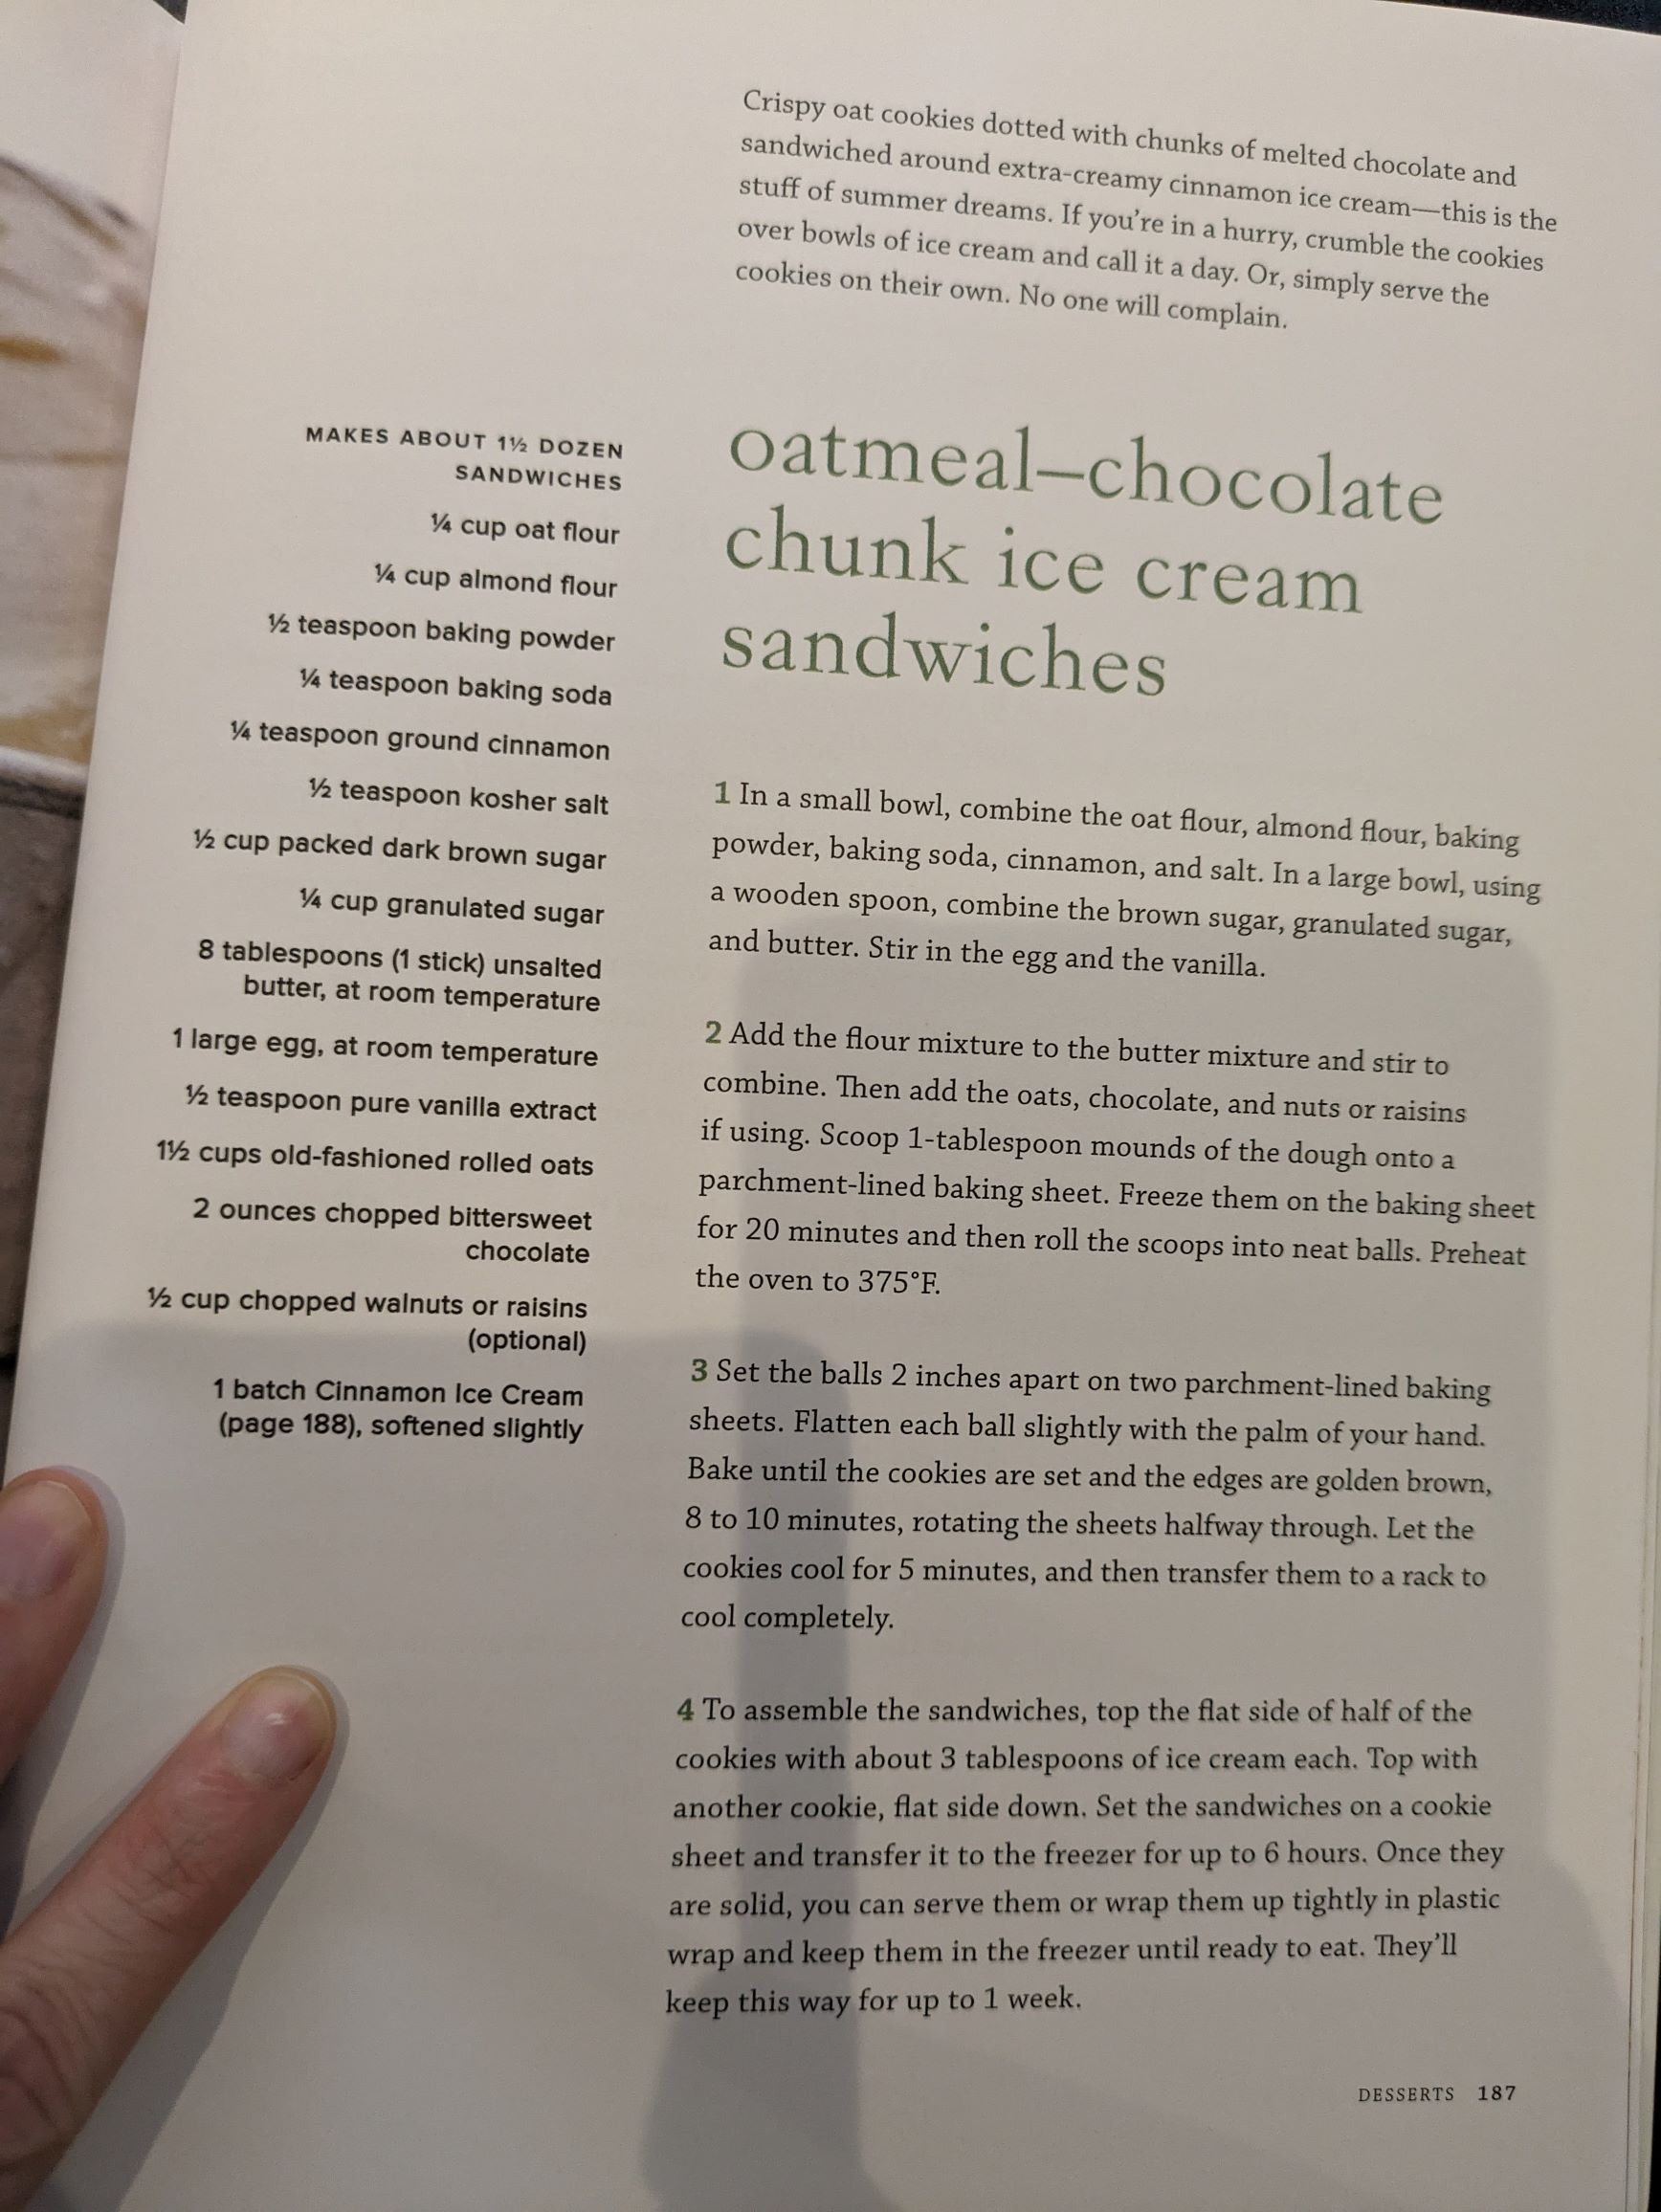 Crispy oat cookies dotted with chunks of melted chocolate and
sandwiched around extra-creamy cinnamon ice cream—this is the
stuff of summer dreams. If you're in a hurry, crumble the cookies
over bowls of ice cream and call it a day. Or, simply serve the
cookies on their own. No one will complain.
oatmeal–chocolate
chunk ice cream
sandwiches
MAKES ABOUT 1½ DOZEN
SANDWICHES
¼ cup oat flour
¼ cup almond flour
½ teaspoon baking powder
¼ teaspoon baking soda
¼ teaspoon ground cinnamon
½ teaspoon kosher salt
½ cup packed dark brown sugar
¼ cup granulated sugar
8 tablespoons (1 stick) unsalted
butter, at room temperature
1 large egg, at room temperature
½ teaspoon pure vanilla extract
1½ cups old-fashioned rolled oats
2 ounces chopped bittersweet
chocolate
½ cup chopped walnuts or raisins
(optional)
1 batch Cinnamon Ice Cream
(page 188), softened slightly
1 In a small bowl, combine the oat flour, almond flour, baking
powder, baking soda, cinnamon, and salt. In a large bowl, using
a wooden spoon, combine the brown sugar, granulated sugar,
and butter. Stir in the egg and the vanilla.
2 Add the flour mixture to the butter mixture and stir to
combine. Then add the oats, chocolate, and nuts or raisins
if using. Scoop 1-tablespoon mounds of the dough onto a
parchment-lined baking sheet. Freeze them on the baking sheet
for 20 minutes and then roll the scoops into neat balls. Preheat
the oven to 375°F.
3 Set the balls 2 inches apart on two parchment-lined baking
sheets. Flatten each ball slightly with the palm of your hand.
Bake until the cookies are set and the edges are golden brown,
8 to 10 minutes, rotating the sheets halfway through. Let the
cookies cool for 5 minutes, and then transfer them to a rack to
cool completely.
4 To assemble the sandwiches, top the flat side of half of the
cookies with about 3 tablespoons of ice cream each. Top with
another cookie, flat side down. Set the sandwiches on a cookie
sheet and transfer it to the freezer for up to 6 hours. Once they
are solid, you can serve them or wrap them up tightly in plastic
wrap and keep them in the freezer until ready to eat. They'll
keep this way for up to 1 week.
DESSERTS 187